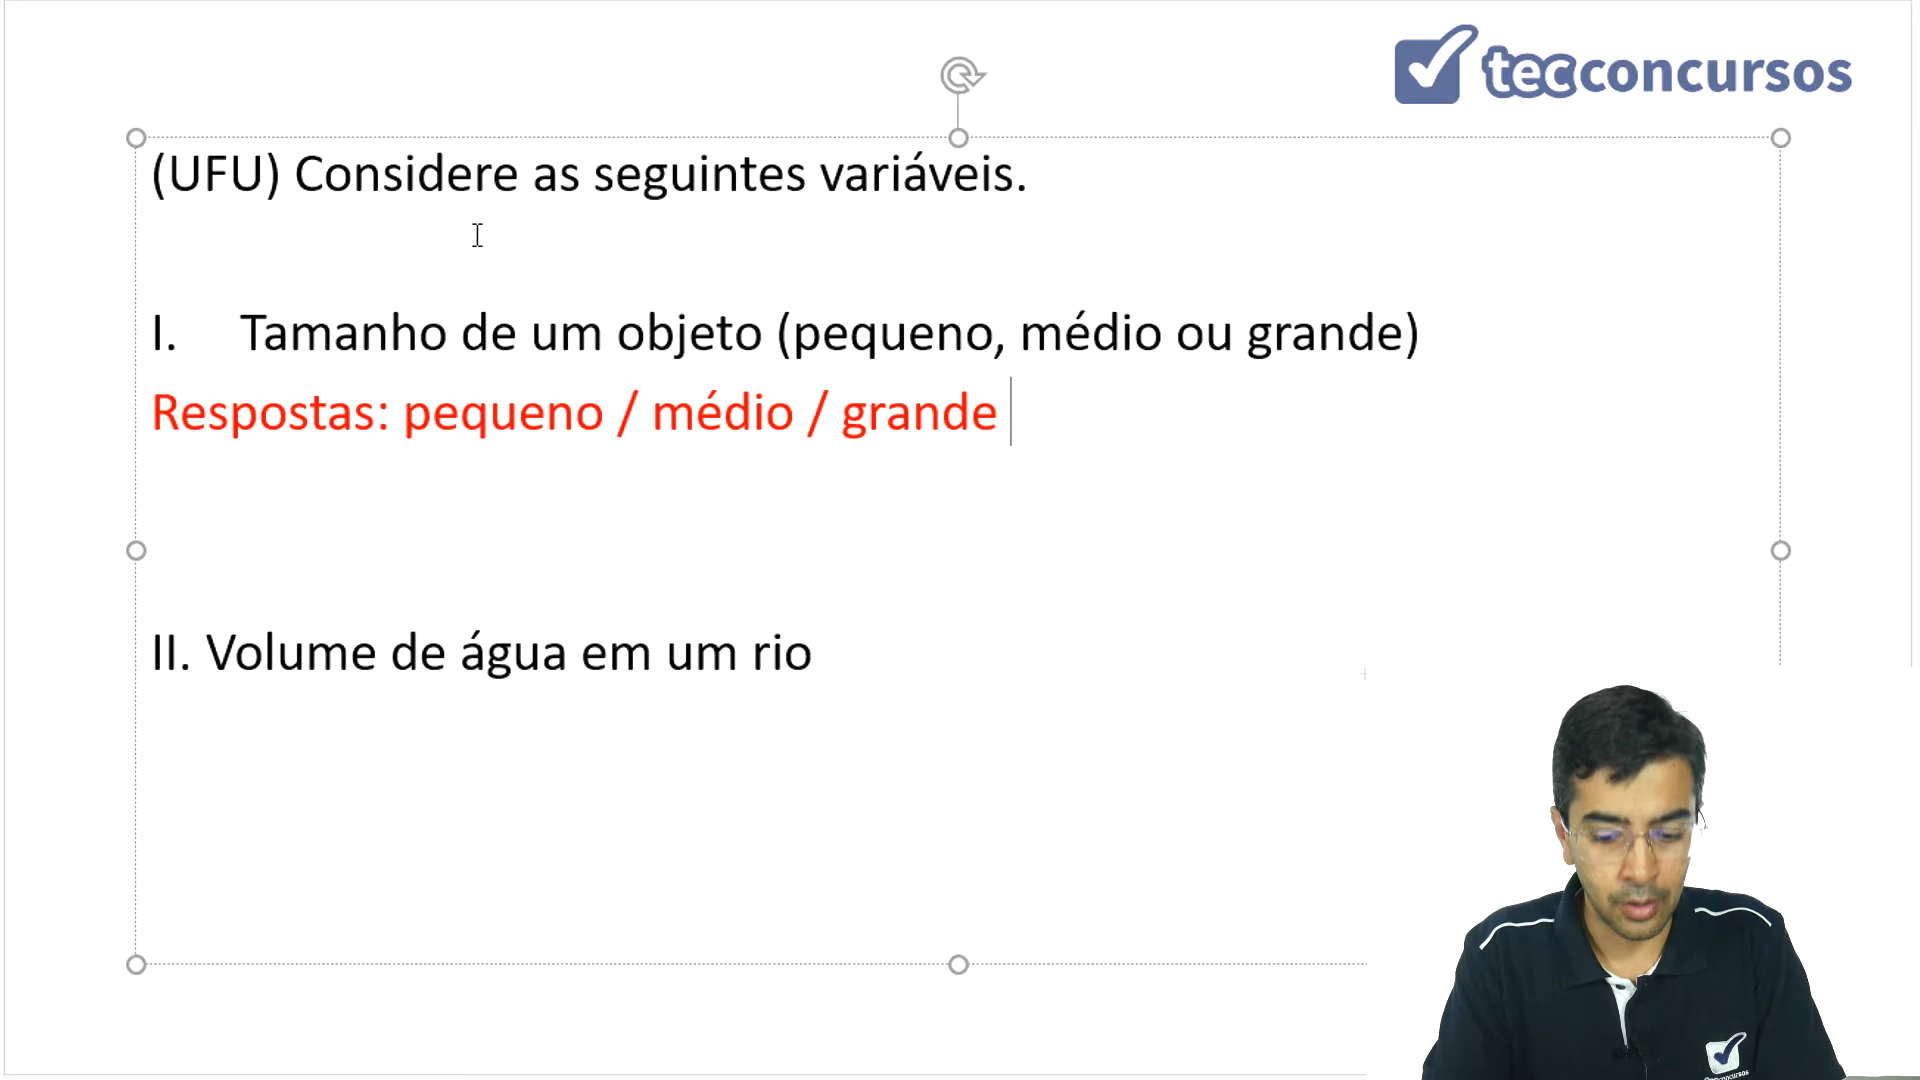 tecconcursos
(UFU) Considere as seguintes variáveis.
I. Tamanho de um objeto (pequeno, médio ou grande)
Respostas: pequeno / médio / grande
II. Volume de água em um rio